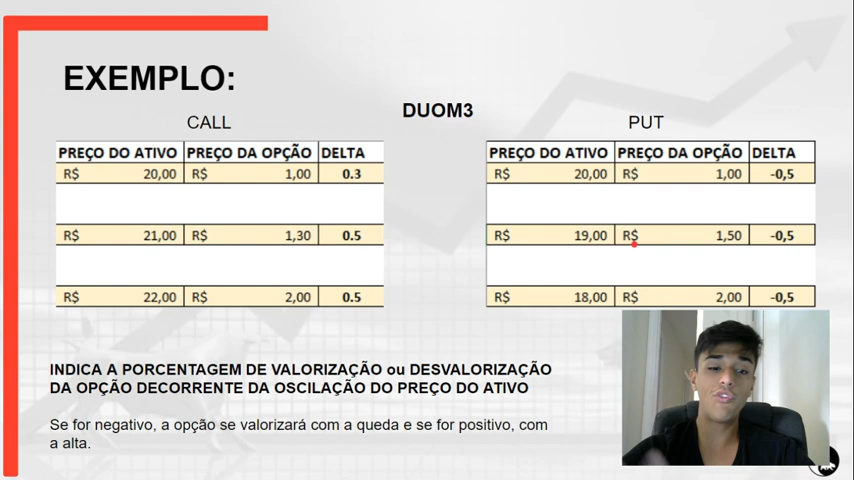 EXEMPLO:
DUOM3
CALL
PREÇO DO ATIVO PREÇO DA OPÇÃO DELTA
R$ 20,00 R$ 1,00 0.3
R$ 21,00 R$ 1,30 0.5
R$ 22,00 R$ 2,00 0.5
PUT
PREÇO DO ATIVO PREÇO DA OPÇÃO DELTA
R$ 20,00 R$ 1,00 -0,5
R$ 19,00 R$ 1,50 -0,5
R$ 18,00 R$ 2,00 -0,5
INDICA A PORCENTAGEM DE VALORIZAÇÃO ou DESVALORIZAÇÃO
DA OPÇÃO DECORRENTE DA OSCILAÇÃO DO PREÇO DO ATIVO
Se for negativo, a opção se valorizará com a queda e se for positivo, com
a alta.